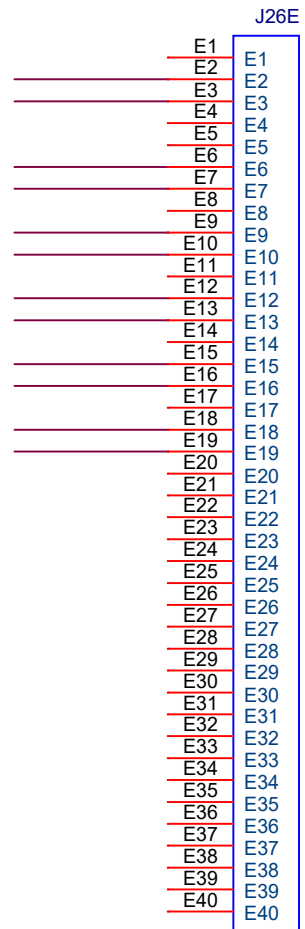 J26E
E1 E1
E2 E2
E3 E3
E4 E4
E5 E5
E6 E6
E7 E7
E8 E8
E9 E9
E10 E10
E11 E11
E12 E12
E13 E13
E14 E14
E15 E15
E16 E16
E17 E17
E18 E18
E19 E19
E20 E20
E21 E21
E22 E22
E23 E23
E24 E24
E25 E25
E26 E26
E27 E27
E28 E28
E29 E29
E30 E30
E31 E31
E32 E32
E33 E33
E34 E34
E35 E35
E36 E36
E37 E37
E38 E38
E39 E39
E40 E40